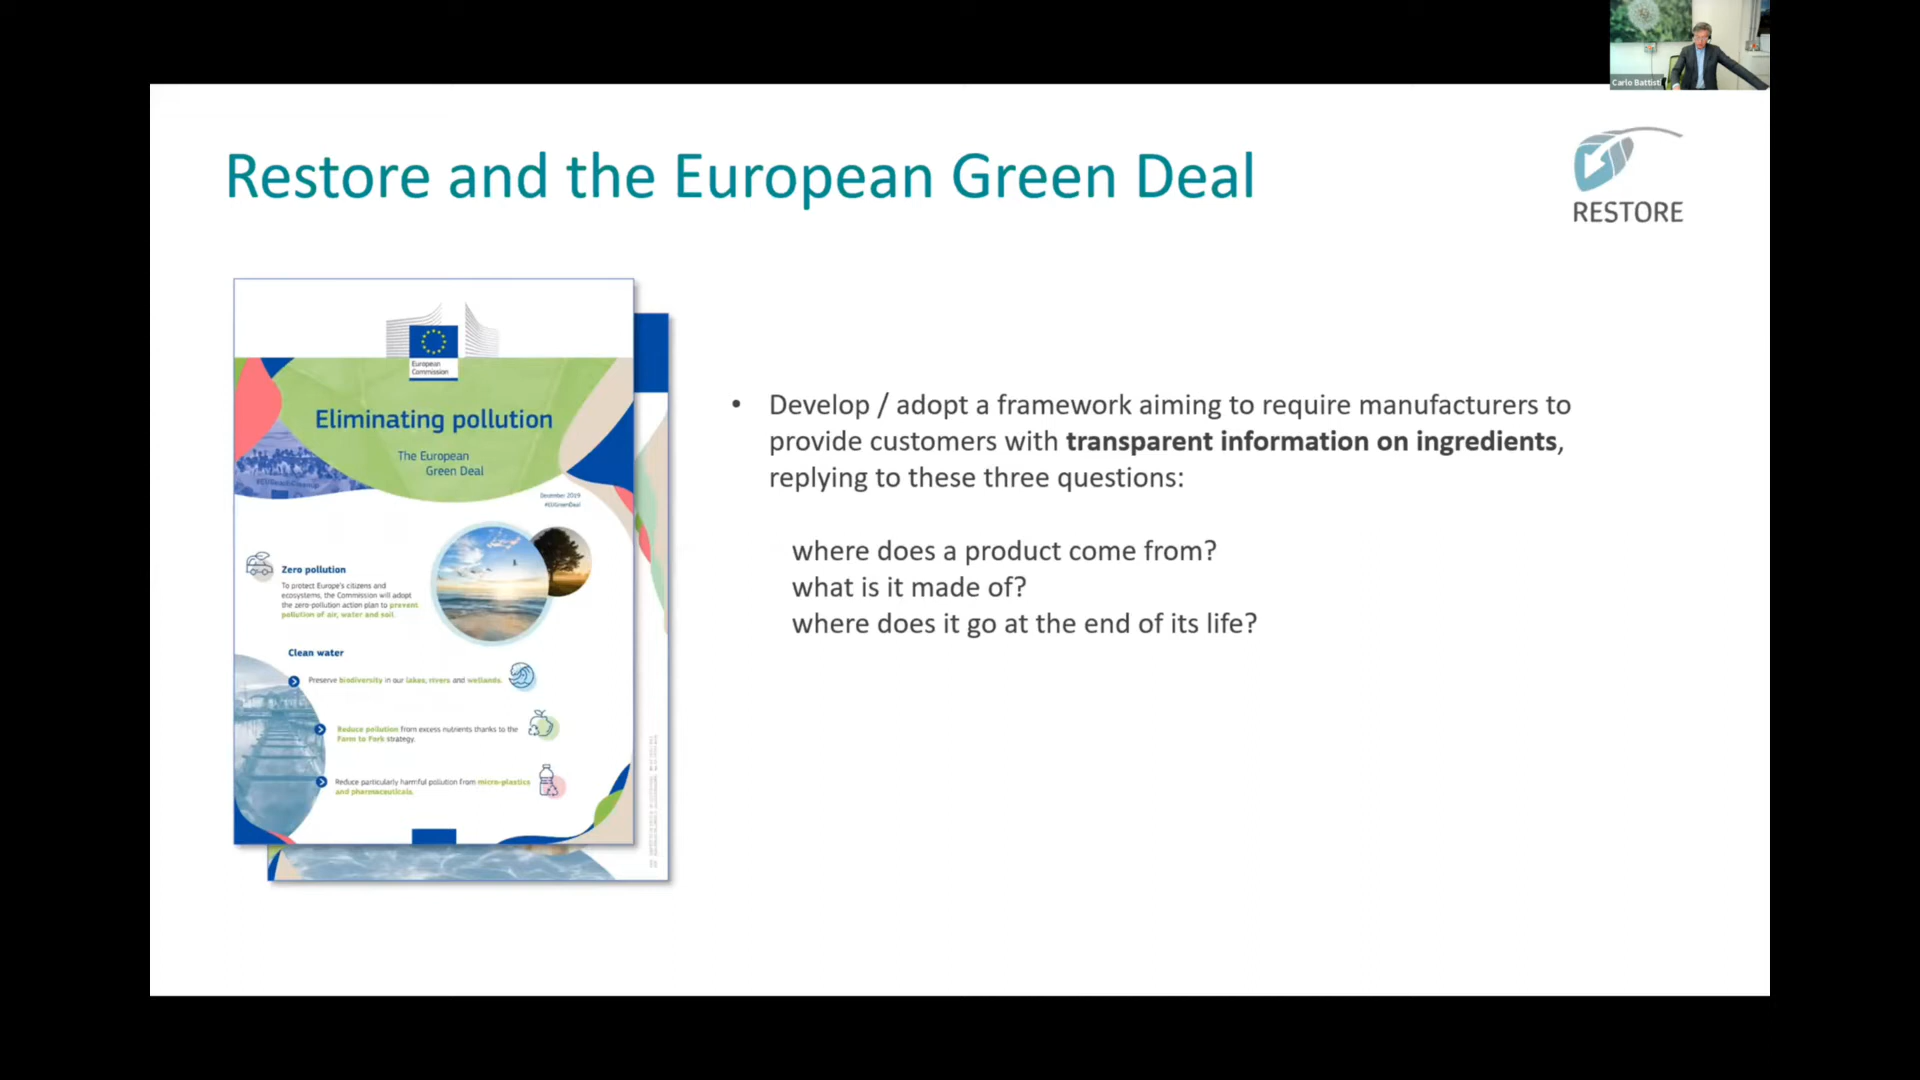 Carlo Battisti
Restore and the European Green Deal
RESTORE
European
Commission
Eliminating pollution
The European
Green Deal
December 2019
#EUGreenDeal
Zero pollution
To protect Europe's citizens and
ecosystems, the Commission will adopt
the zero-pollution action plan to prevent
pollution of air, water and soil.
Clean water
Preserve biodiversity in our lakes, rivers and wetlands.
Reduce pollution from excess nutrients thanks to the
Farm to Fork strategy.
Reduce particularly harmful pollution from micro-plastics
and pharmaceuticals.
• Develop / adopt a framework aiming to require manufacturers to
provide customers with transparent information on ingredients,
replying to these three questions:
where does a product come from?
what is it made of?
where does it go at the end of its life?